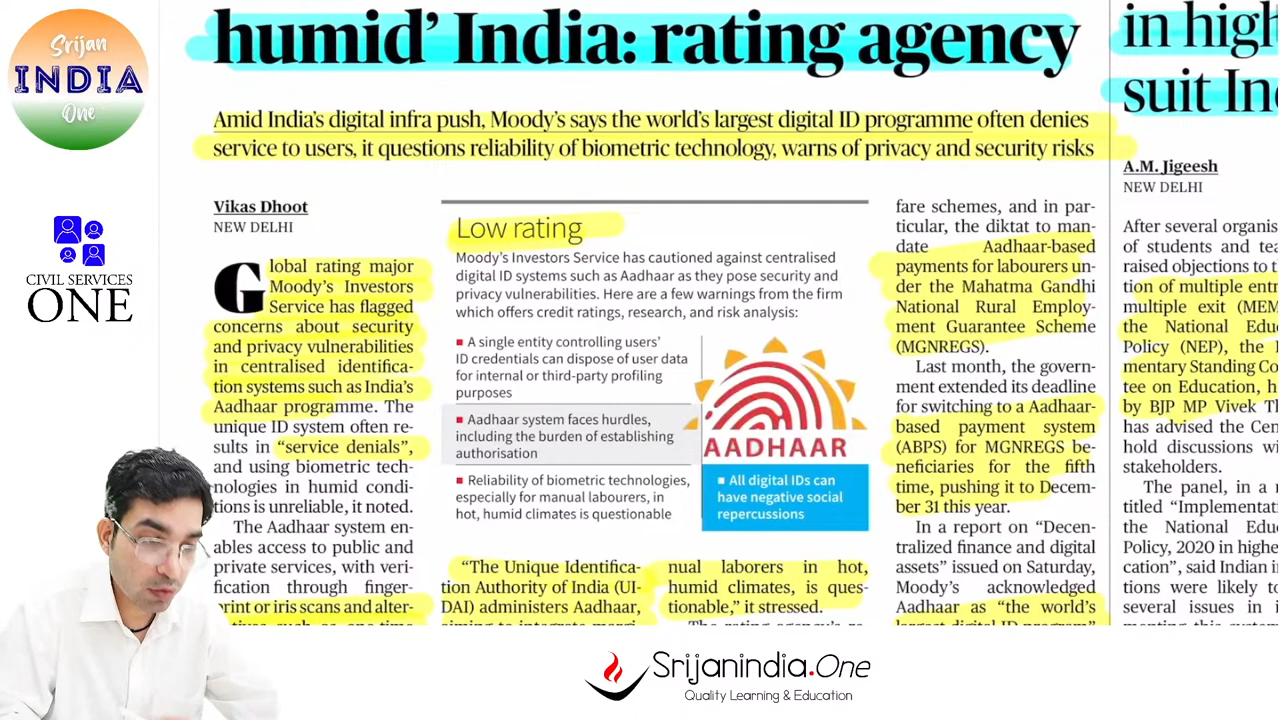 Srijan
INDIA
One
CIVIL SERVICES
ONE
humid’ India: rating agency
Amid India’s digital infra push, Moody’s says the world’s largest digital ID programme often denies
service to users, it questions reliability of biometric technology, warns of privacy and security risks
Vikas Dhoot
NEW DELHI
Global rating major
Moody’s Investors
Service has flagged
concerns about security
and privacy vulnerabilities
in centralised identifica-
tion systems such as India’s
Aadhaar programme. The
unique ID system often re-
sults in “service denials”,
and using biometric tech-
nologies in humid condi-
tions is unreliable, it noted.
The Aadhaar system en-
ables access to public and
private services, with veri-
fication through finger-
print or iris scans and alter-
Low rating
Moody’s Investors Service has cautioned against centralised
digital ID systems such as Aadhaar as they pose security and
privacy vulnerabilities. Here are a few warnings from the firm
which offers credit ratings, research, and risk analysis:
■ A single entity controlling users’
ID credentials can dispose of user data
for internal or third-party profiling
purposes
■ Aadhaar system faces hurdles,
including the burden of establishing
authorisation
■ Reliability of biometric technologies,
especially for manual labourers, in
hot, humid climates is questionable
AADHAAR
■ All digital IDs can
have negative social
repercussions
“The Unique Identifica-
tion Authority of India (UI-
DAI) administers Aadhaar,
nual laborers in hot,
humid climates, is ques-
tionable,” it stressed.
fare schemes, and in par-
ticular, the diktat to man-
date Aadhaar-based
payments for labourers un-
der the Mahatma Gandhi
National Rural Employ-
ment Guarantee Scheme
(MGNREGS).
Last month, the govern-
ment extended its deadline
for switching to a Aadhaar-
based payment system
(ABPS) for MGNREGS be-
neficiaries for the fifth
time, pushing it to Decem-
ber 31 this year.
In a report on “Decen-
tralized finance and digital
assets” issued on Saturday,
Moody’s acknowledged
Aadhaar as “the world’s
in high
suit In
A.M. Jigeesh
NEW DELHI
After several organis
of students and tea
raised objections to th
tion of multiple entr
multiple exit (MEM
the National Edu
Policy (NEP), the
mentary Standing Co
tee on Education, h
by BJP MP Vivek Th
has advised the Cen
hold discussions wi
stakeholders.
The panel, in a
titled “Implementati
the National Edu
Policy, 2020 in highe
cation”, said Indian in
tions were likely to
several issues in i
Srijanindia.One
Quality Learning & Education